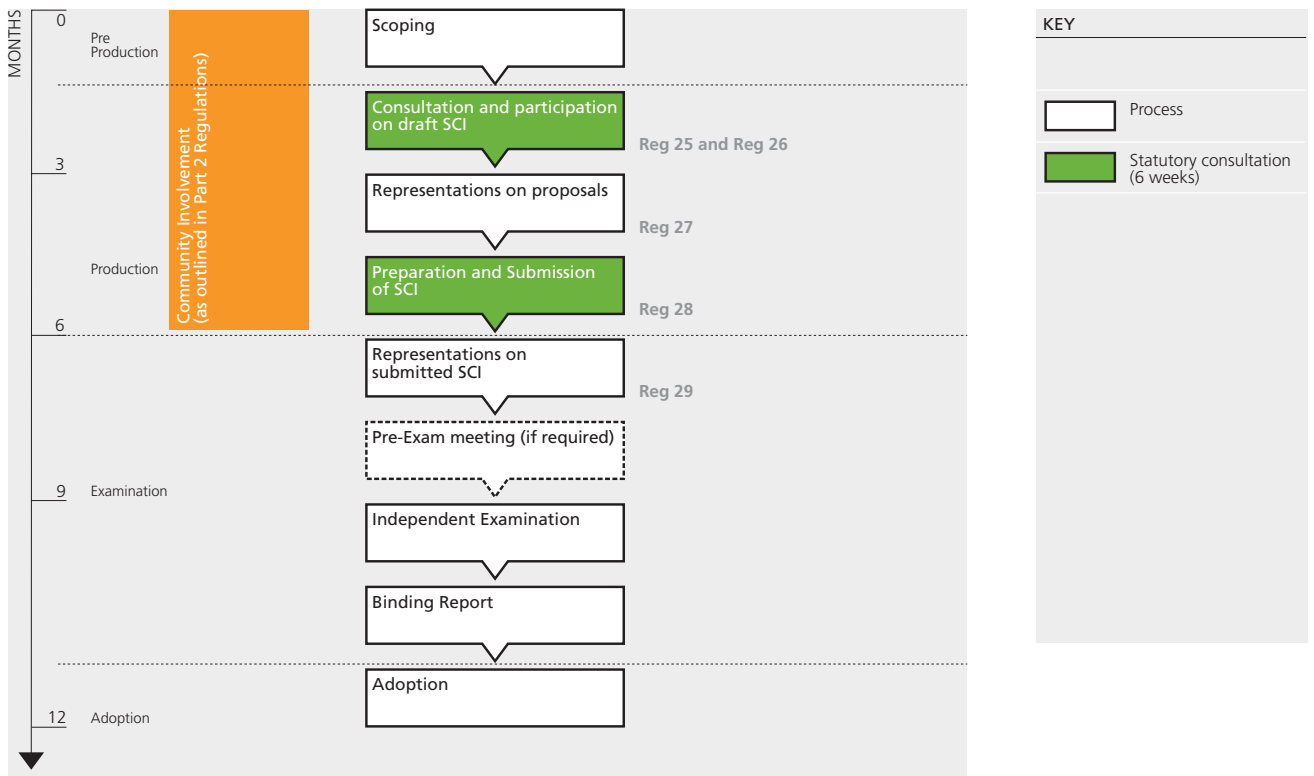 MONTHS
0
Pre
Production
3
Production
6
9
Examination
12
Adoption
Community Involvement
(as outlined in Part 2 Regulations)
Scoping
Consultation and participation
on draft SCI
Reg 25 and Reg 26
Representations on proposals
Reg 27
Preparation and Submission
of SCI
Reg 28
Representations on
submitted SCI
Reg 29
Pre-Exam meeting (if required)
Independent Examination
Binding Report
Adoption
KEY
Process
Statutory consultation
(6 weeks)